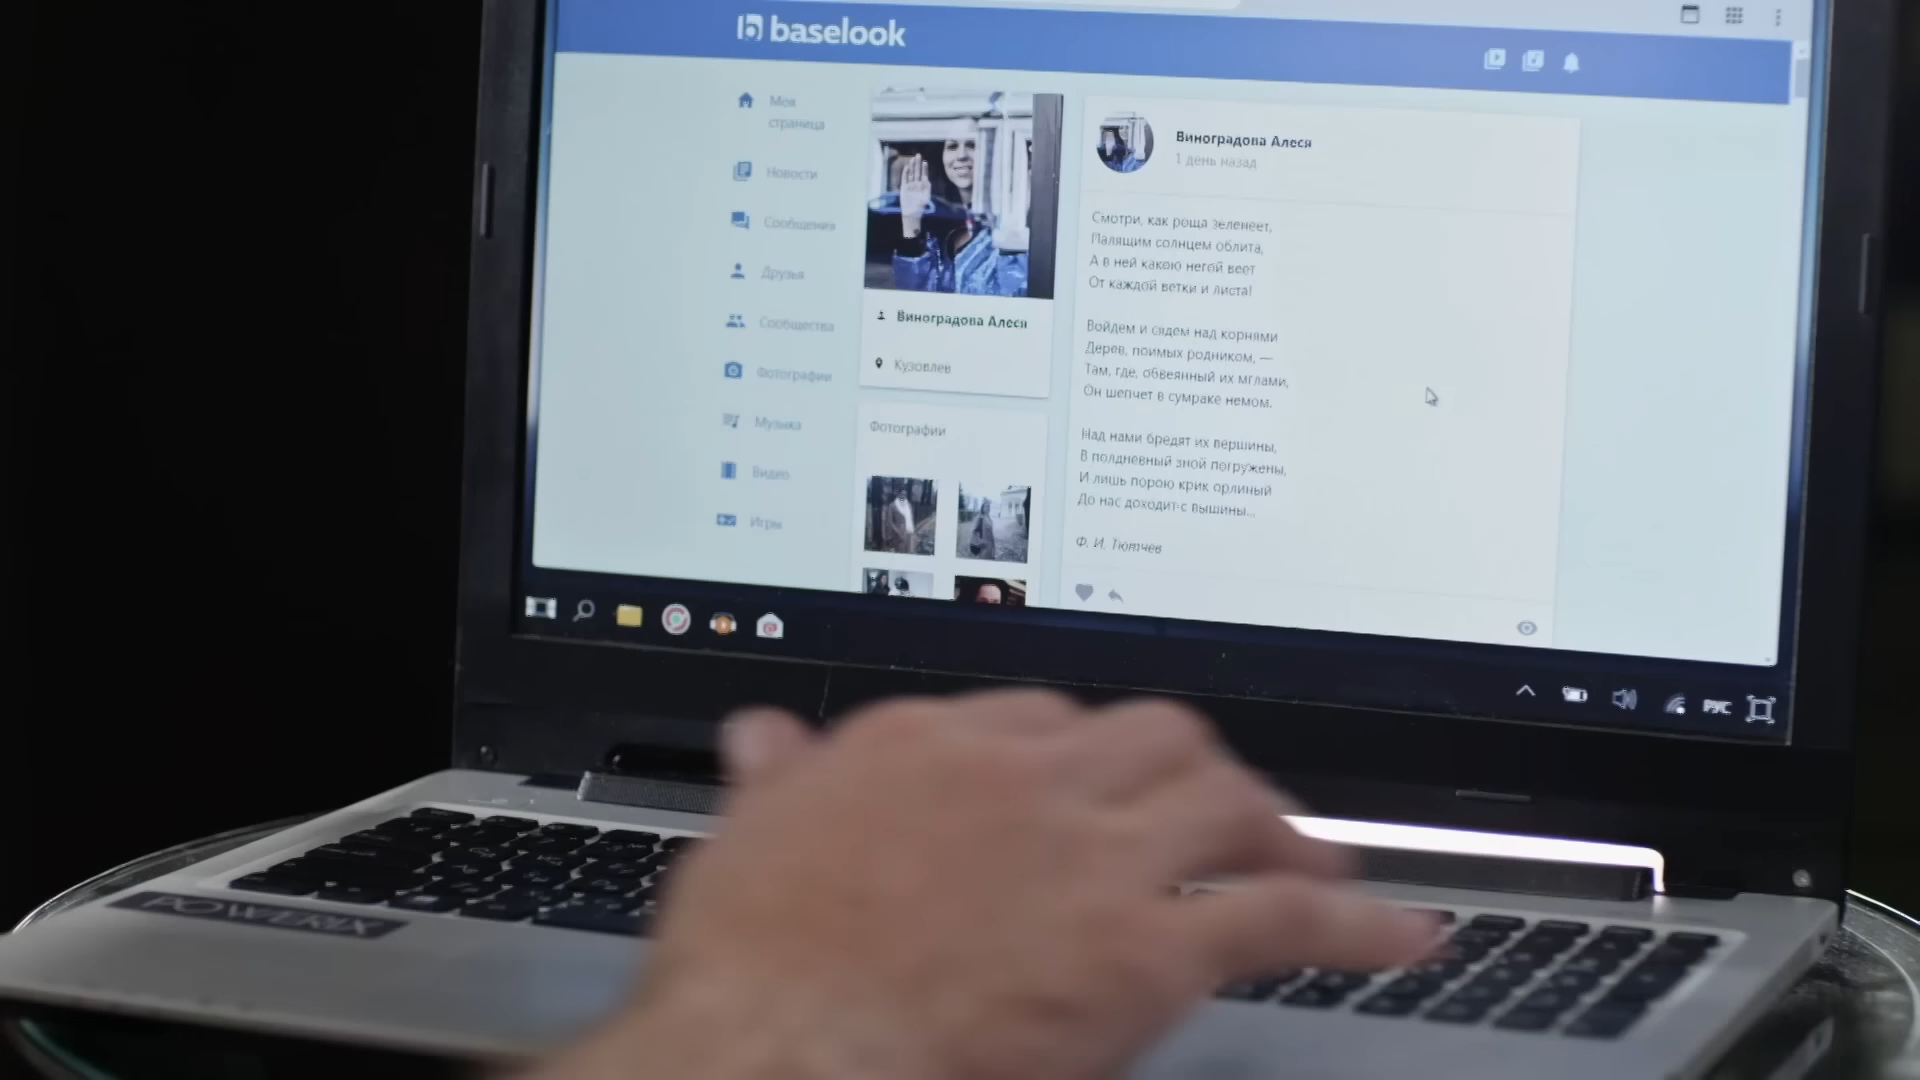 baselook
Моя
страница
Новости
Сообщения
Друзья
Сообщества
Фотографии
Музыка
Видео
Игры
Виноградова Алеся
Кузовлев
Фотографии
Виноградова Алеся
1 день назад
Смотри, как роща зеленеет,
Палящим солнцем облита,
А в ней какою негой веет
От каждой ветки и листа!
Войдем и сядем над корнями
Дерев, поимых родником, —
Там, где, обвеянный их мглами,
Он шепчет в сумраке немом.
Над нами бредят их вершины,
В полдневный зной погружены,
И лишь порою крик орлиный
До нас доходит с вышины...
Ф. И. Тютчев
РУС
POWERIX